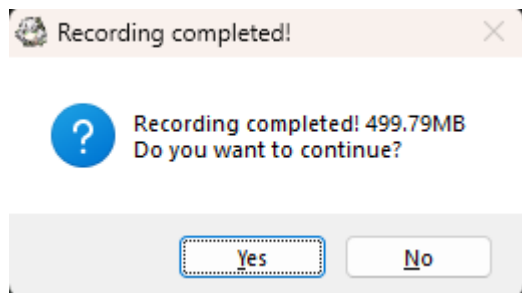 Recording completed!
Recording completed! 499.79MB
Do you want to continue?
Yes
No